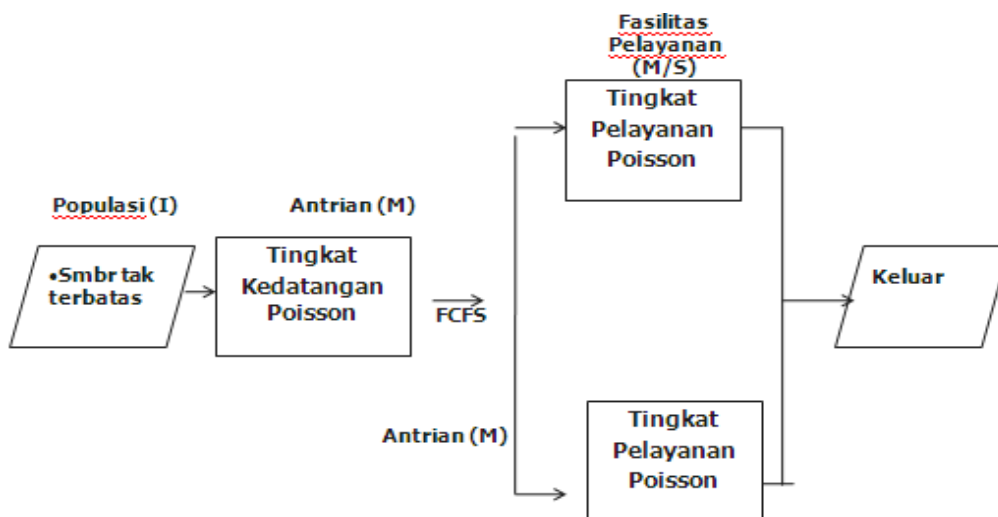 Fasilitas
Pelayanan
(M/S)
Tingkat
Pelayanan
Poisson
Populasi (I)
Antrian (M)
•Smbr tak
terbatas
Tingkat
Kedatangan
Poisson
FCFS
Keluar
Antrian (M)
Tingkat
Pelayanan
Poisson